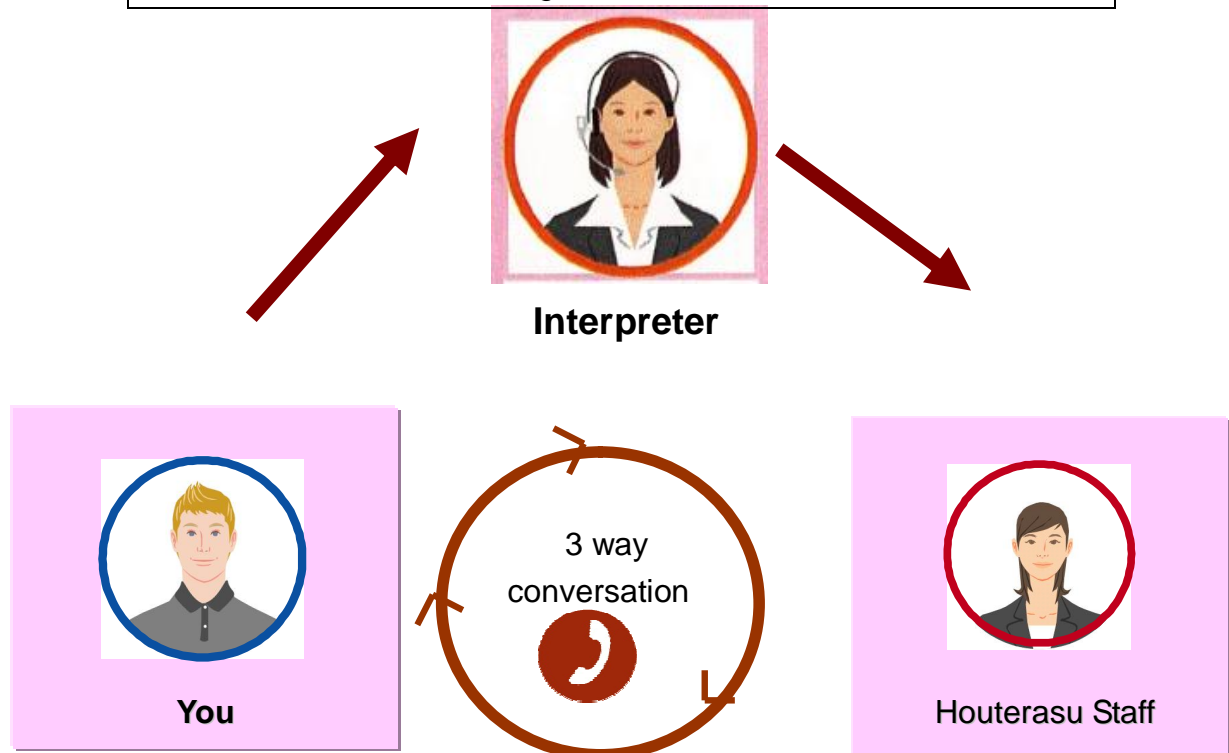 Interpreter
3 way
conversation
You
Houterasu Staff